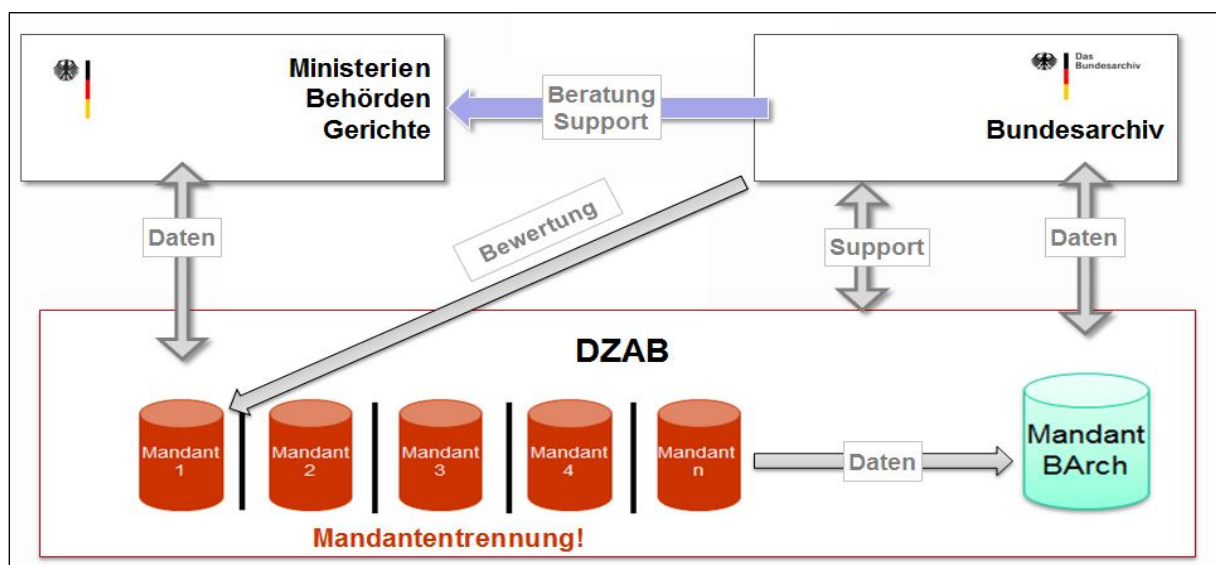 Ministerien
Behörden
Gerichte
Beratung
Support
Das
Bundesarchiv
Bundesarchiv
Daten
Bewertung
Support
Daten
DZAB
Mandant
1
Mandant
2
Mandant
3
Mandant
4
Mandant
n
Daten
Mandant
BArch
Mandantentrennung!